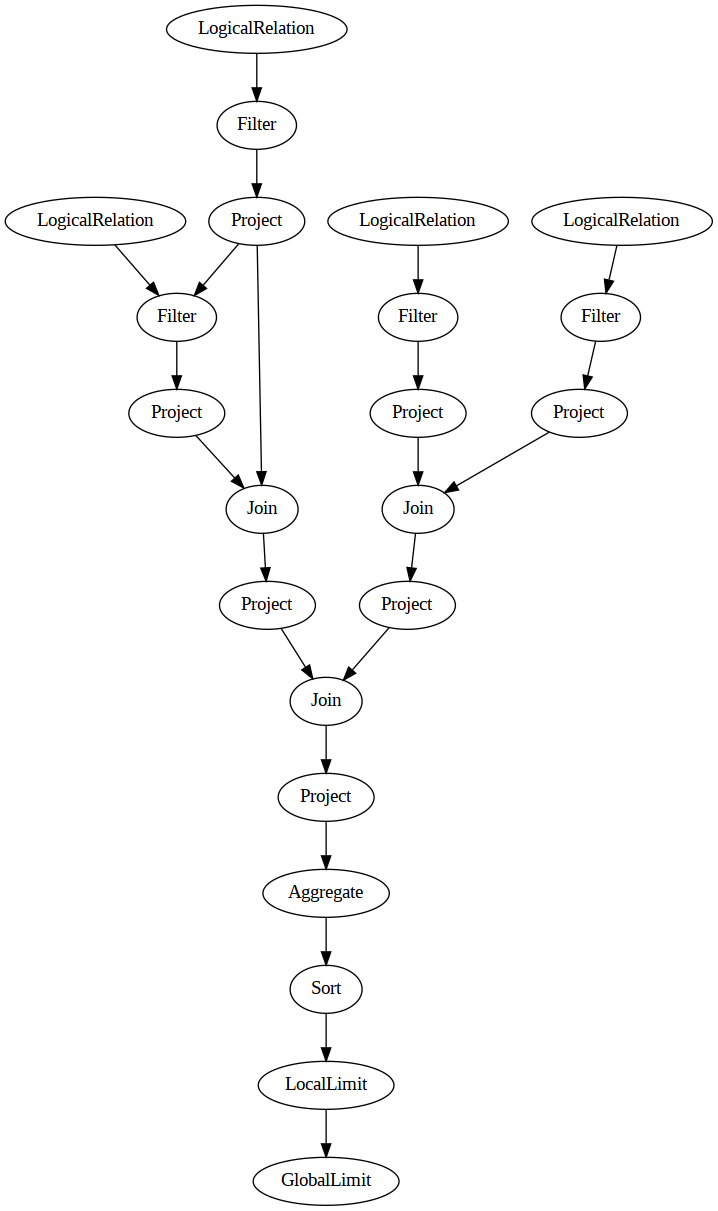 LogicalRelation
Filter
LogicalRelation
Project
LogicalRelation
LogicalRelation
Filter
Filter
Filter
Project
Project
Project
Join
Join
Project
Project
Join
Project
Aggregate
Sort
LocalLimit
GlobalLimit